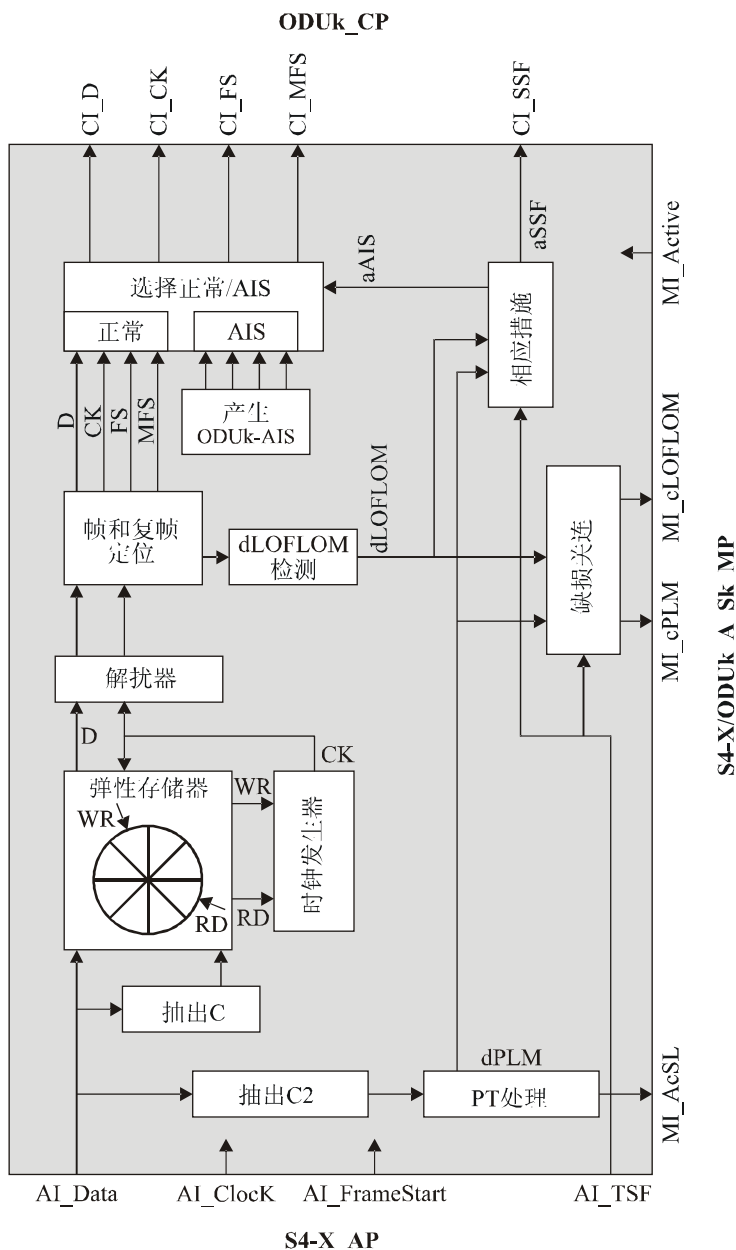 ODUk_CP
CI_D
CI_CK
CI_FS
CI_MFS
CI_SSF
选择正常/AIS
正常
AIS
aAIS
aSSF
相应措施
MI_Active
D
CK
FS
MFS
产生
ODUk-AIS
帧和复帧
定位
dLOFLOM
检测
dLOFLOM
缺损关连
MI_cLOFLOM
MI_cPLM
S4-X/ODUk_A_Sk_MP
解扰器
D
CK
弹性存储器
WR
WR
RD
RD
时钟发生器
抽出C
抽出C2
dPLM
PT处理
MI_AcSL
AI_Data
AI_ClocK
AI_FrameStart
AI_TSF
S4-X_AP